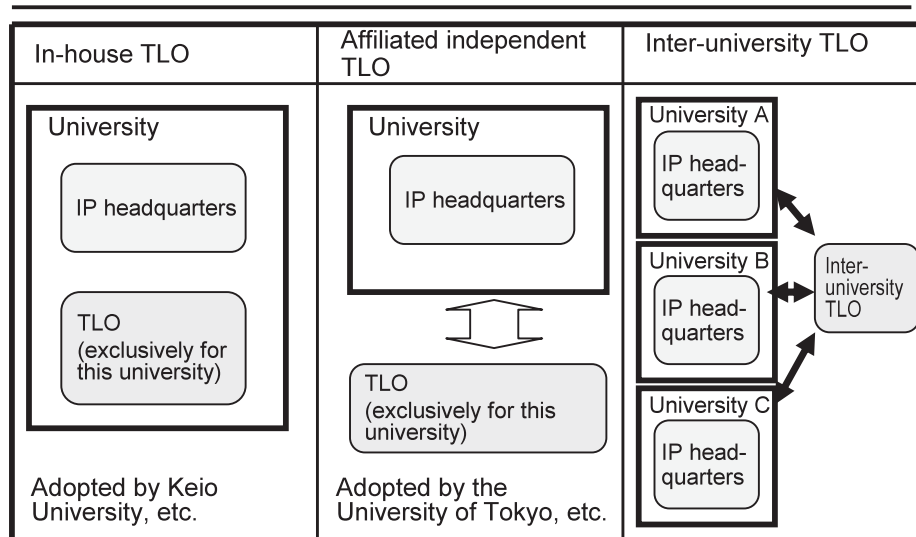 In-house TLO
Affiliated independent
TLO
Inter-university TLO
University
IP headquarters
TLO
(exclusively for
this university)
Adopted by Keio
University, etc.
University
IP headquarters
TLO
(exclusively for this
university)
Adopted by the
University of Tokyo, etc.
University A
IP head-
quarters
University B
IP head-
quarters
University C
IP head-
quarters
Inter-
university
TLO